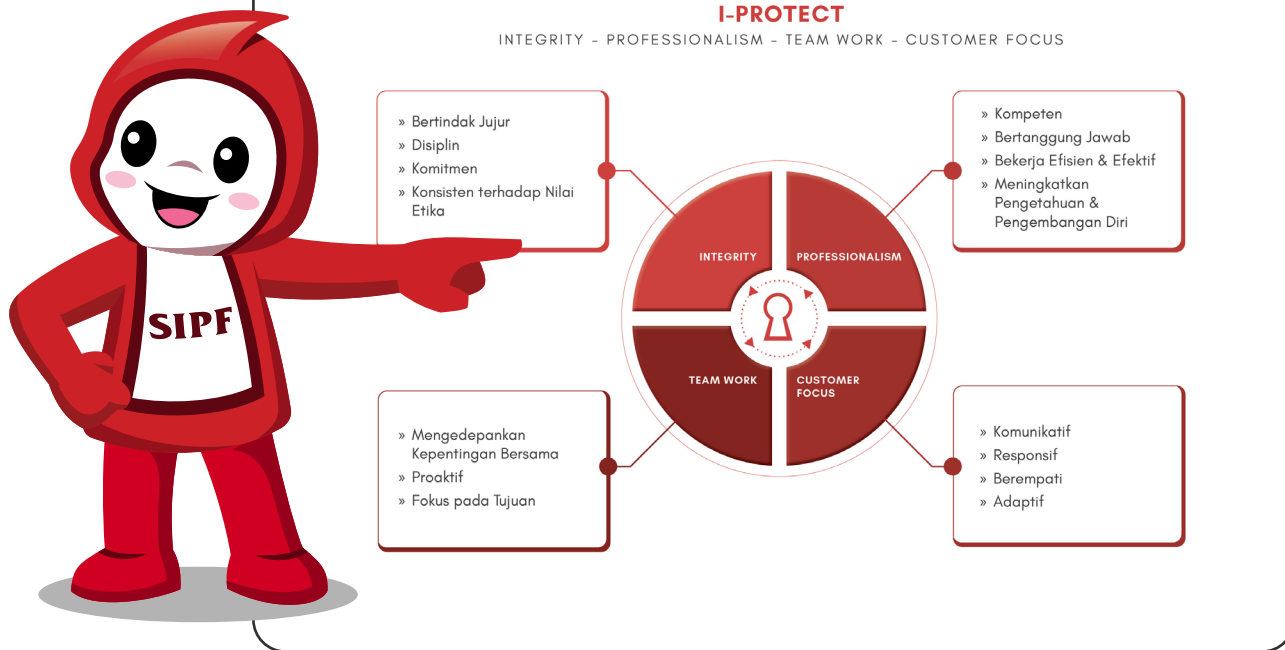 I-PROTECT
INTEGRITY - PROFESSIONALISM - TEAM WORK - CUSTOMER FOCUS
» Bertindak Jujur
» Disiplin
» Komitmen
» Konsisten terhadap Nilai
Etika
» Kompeten
» Bertanggung Jawab
» Bekerja Efisien & Efektif
» Meningkatkan
Pengetahuan &
Pengembangan Diri
INTEGRITY
PROFESSIONALISM
SIPF
TEAM WORK
CUSTOMER
FOCUS
» Mengedepankan
Kepentingan Bersama
» Proaktif
» Fokus pada Tujuan
» Komunikatif
» Responsif
» Berempati
» Adaptif